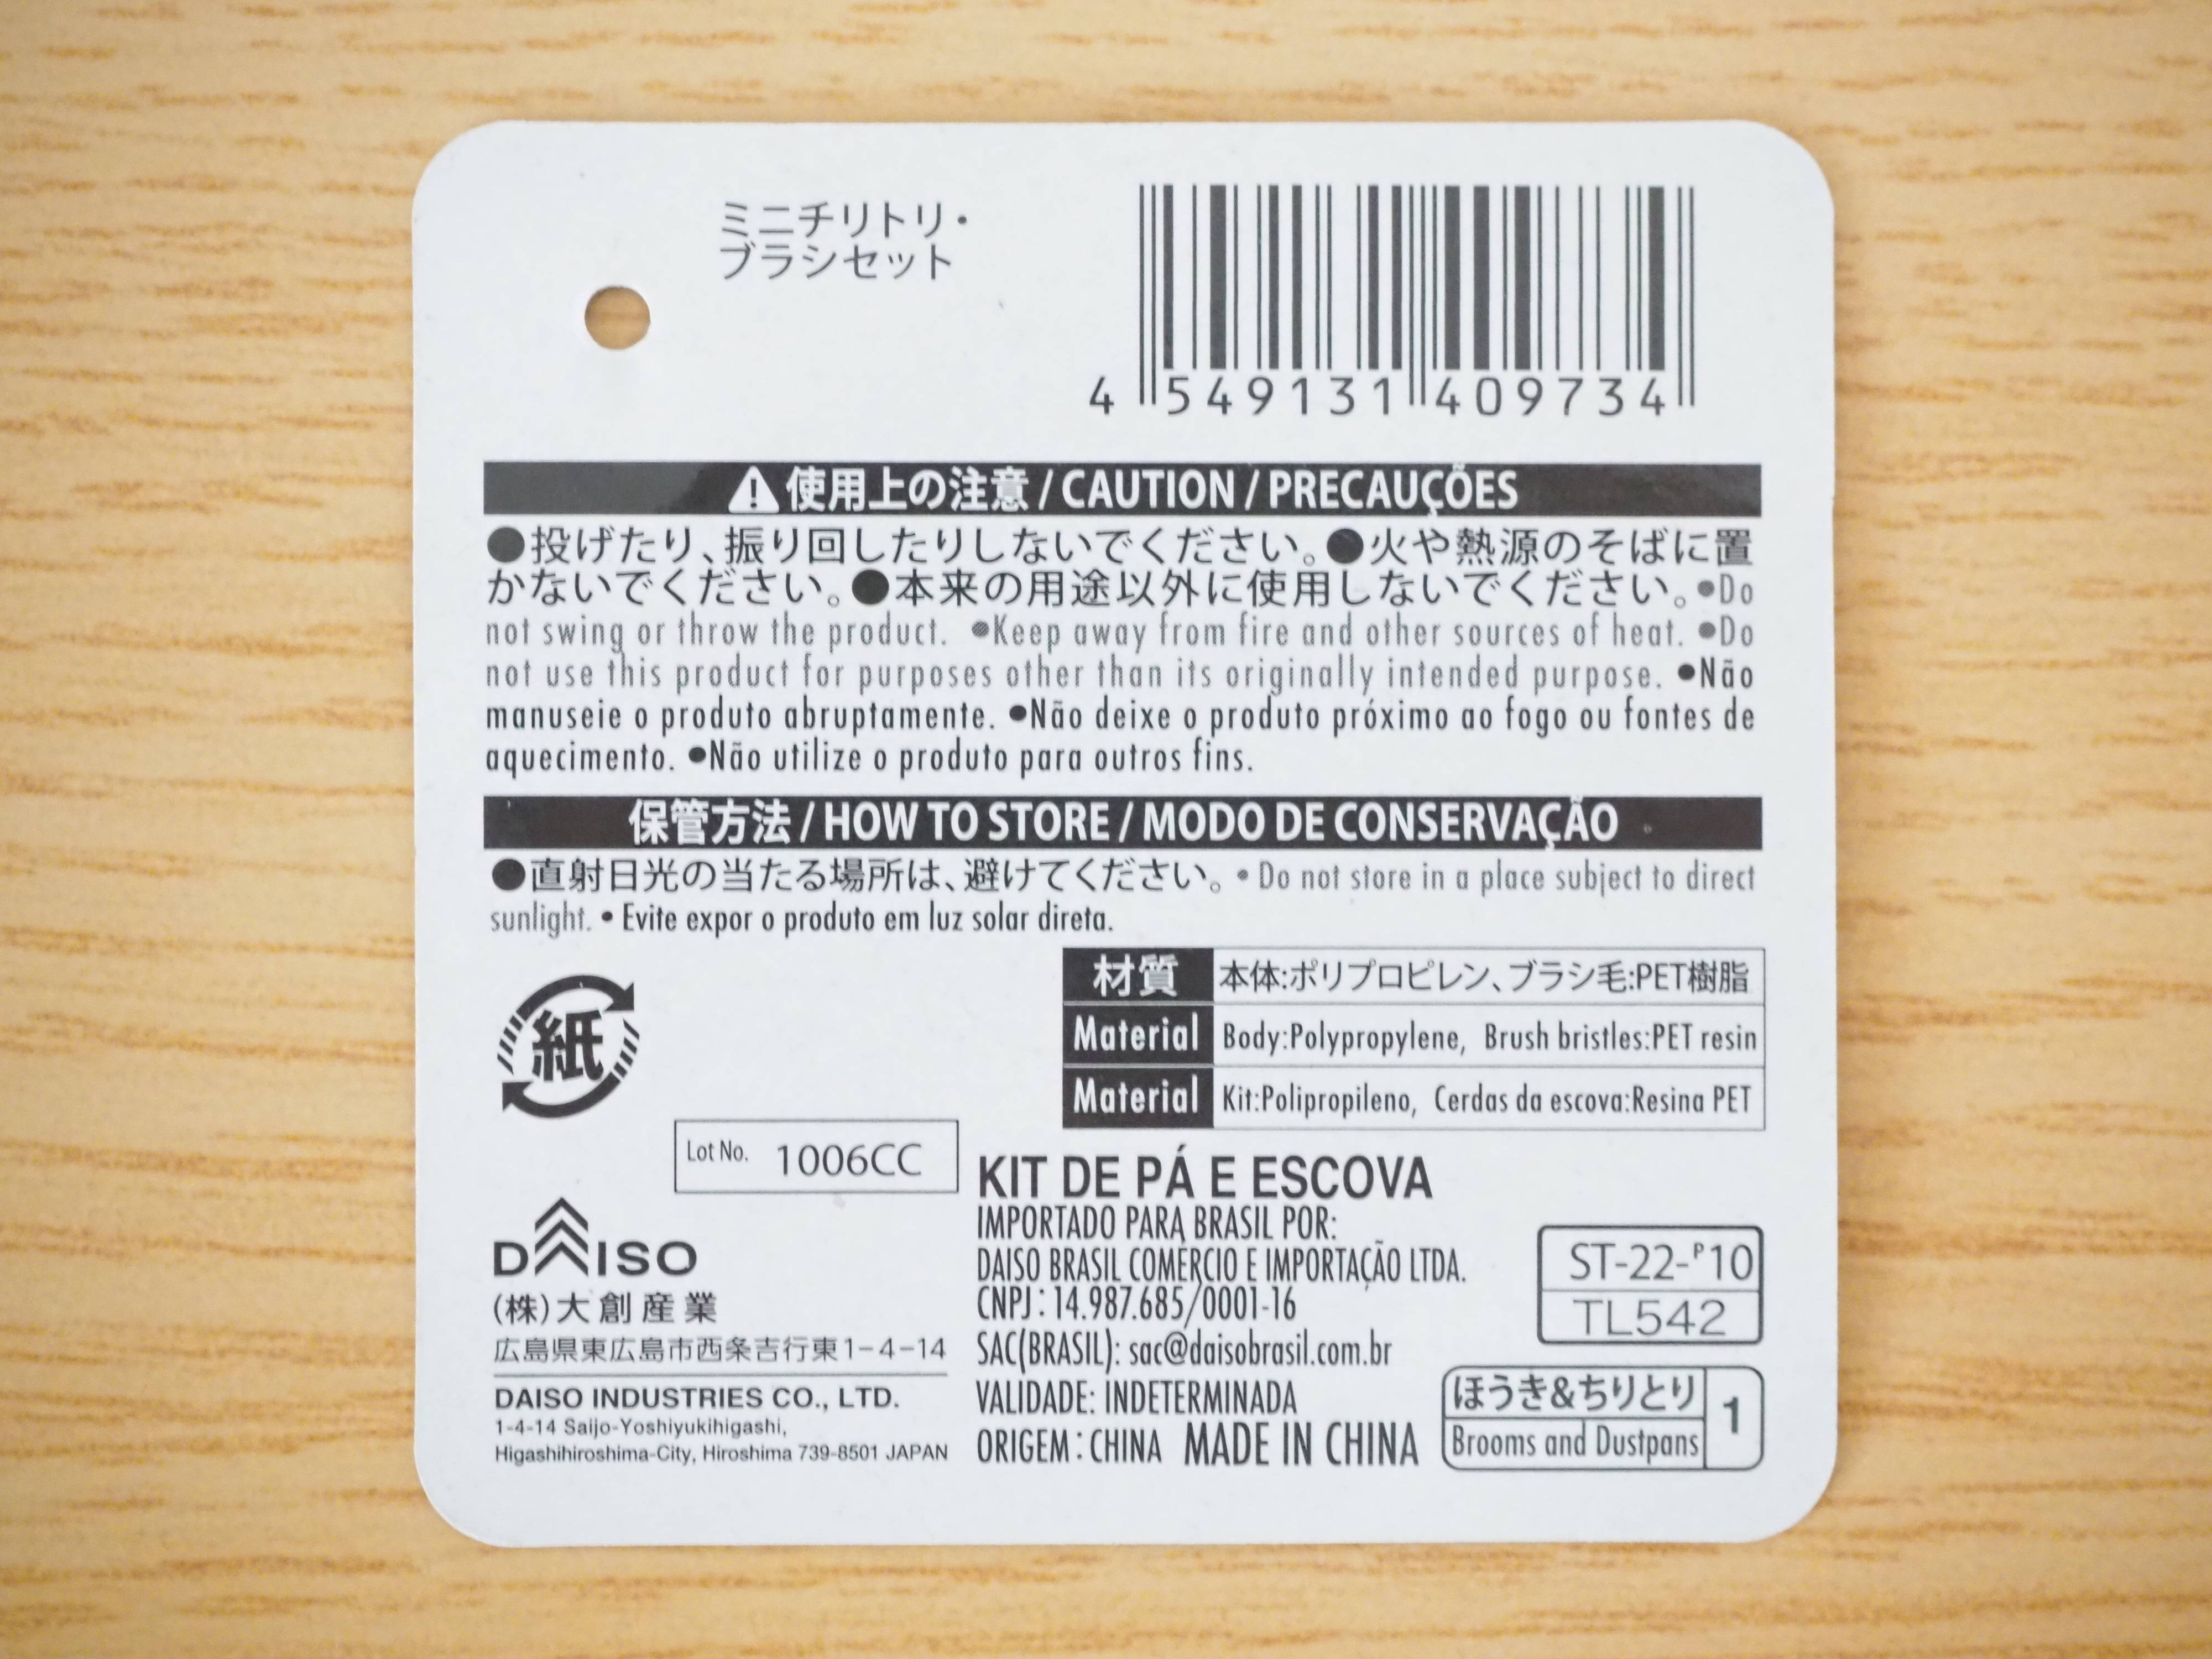 ミニチリトリ・
ブラシセット
4 549131 409734
使用上の注意 / CAUTION / PRECAUÇÕES
●投げたり、振り回したりしないでください。●火や熱源のそばに置
かないでください。●本来の用途以外に使用しないでください。●Do
not swing or throw the product. ●Keep away from fire and other sources of heat. ●Do
not use this product for purposes other than its originally intended purpose. ●Não
manuseie o produto abruptamente. ●Não deixe o produto próximo ao fogo ou fontes de
aquecimento. ●Não utilize o produto para outros fins.
保管方法 / HOW TO STORE / MODO DE CONSERVAÇÃO
●直射日光の当たる場所は、避けてください。• Do not store in a place subject to direct
sunlight. • Evite expor o produto em luz solar direta.
材質 本体:ポリプロピレン、ブラシ毛:PET樹脂
Material Body:Polypropylene, Brush bristles:PET resin
Material Kit:Polipropileno, Cerdas da escova:Resina PET
紙
Lot No. 1006CC
DAISO
(株)大創産業
広島県東広島市西条吉行東1-4-14
DAISO INDUSTRIES CO., LTD.
1-4-14 Saijo-Yoshiyukihigashi,
Higashihiroshima-City, Hiroshima 739-8501 JAPAN
KIT DE PÁ E ESCOVA
IMPORTADO PARA BRASIL POR:
DAISO BRASIL COMÉRCIO E IMPORTAÇÃO LTDA.
CNPJ: 14.987.685/0001-16
SAC(BRASIL): sac@daisobrasil.com.br
VALIDADE: INDETERMINADA
ORIGEM: CHINA MADE IN CHINA
ST-22-P10
TL542
ほうき&ちりとり
Brooms and Dustpans
1